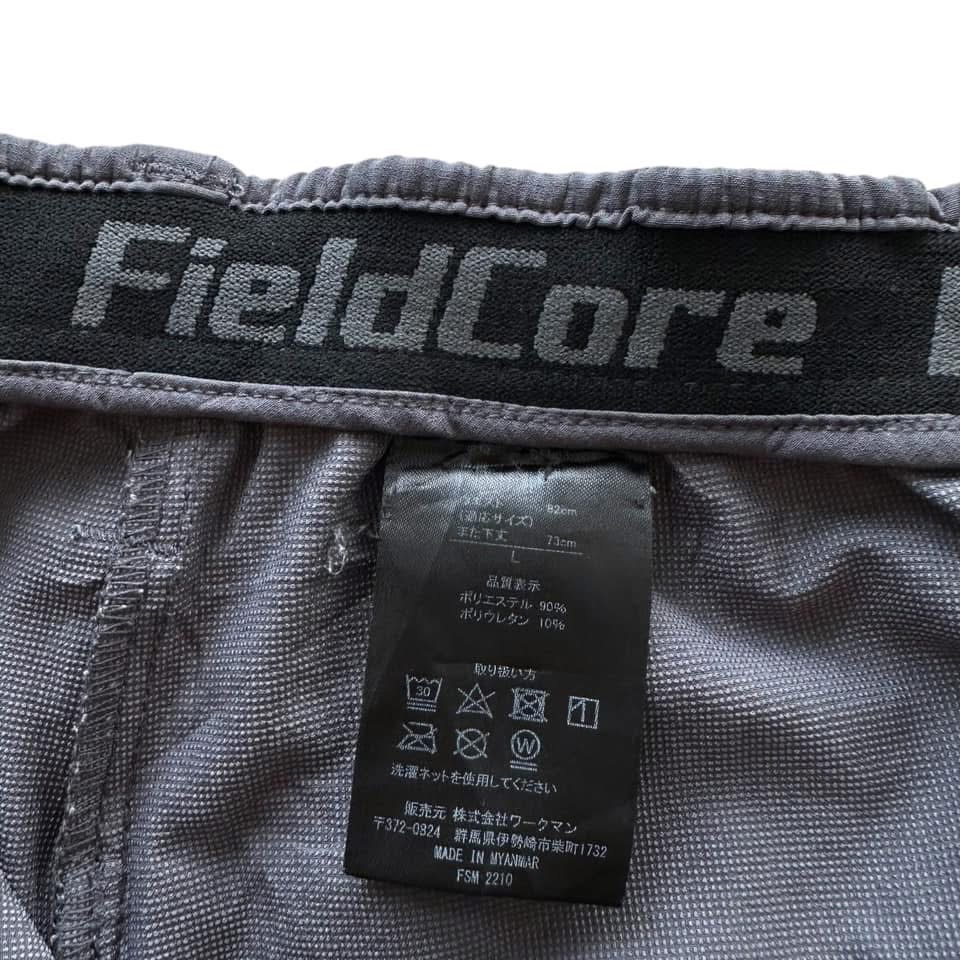 FieldCore
82cm
(適応サイズ)
また下丈 73cm
L
品質表示
ポリエステル 90%
ポリウレタン 10%
取り扱い方
30
W
洗濯ネットを使用してください
販売元 株式会社ワークマン
〒372-0824 群馬県伊勢崎市柴町1732
MADE IN MYANMAR
FSM 2210